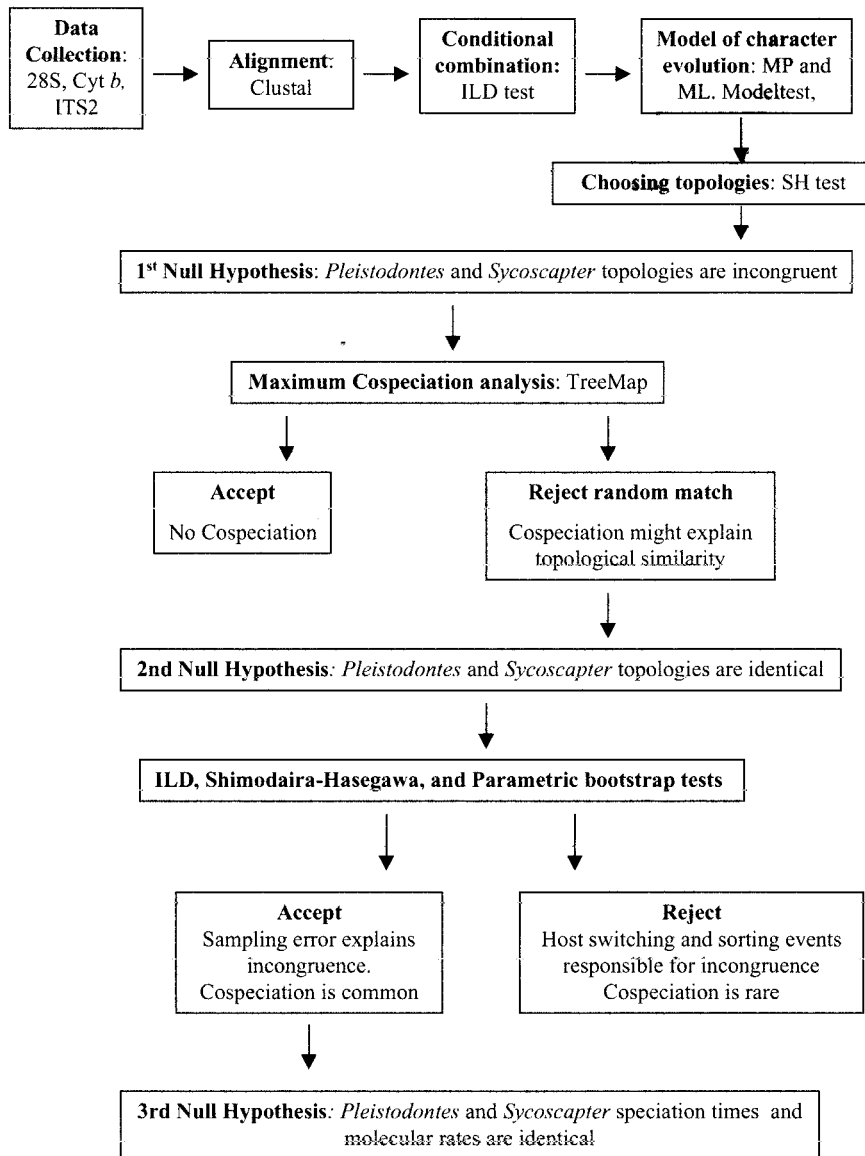 Data
Collection:
28S, Cyt b,
ITS2
Alignment:
Clustal
Conditional
combination:
ILD test
Model of character
evolution: MP and
ML. Modeltest,
Choosing topologies: SH test
1st Null Hypothesis: Pleistodontes and Sycoscapter topologies are incongruent
Maximum Cospeciation analysis: TreeMap
Accept
No Cospeciation
Reject random match
Cospeciation might explain
topological similarity
2nd Null Hypothesis: Pleistodontes and Sycoscapter topologies are identical
ILD, Shimodaira-Hasegawa, and Parametric bootstrap tests
Accept
Sampling error explains
incongruence.
Cospeciation is common
Reject
Host switching and sorting events
responsible for incongruence
Cospeciation is rare
3rd Null Hypothesis: Pleistodontes and Sycoscapter speciation times and
molecular rates are identical